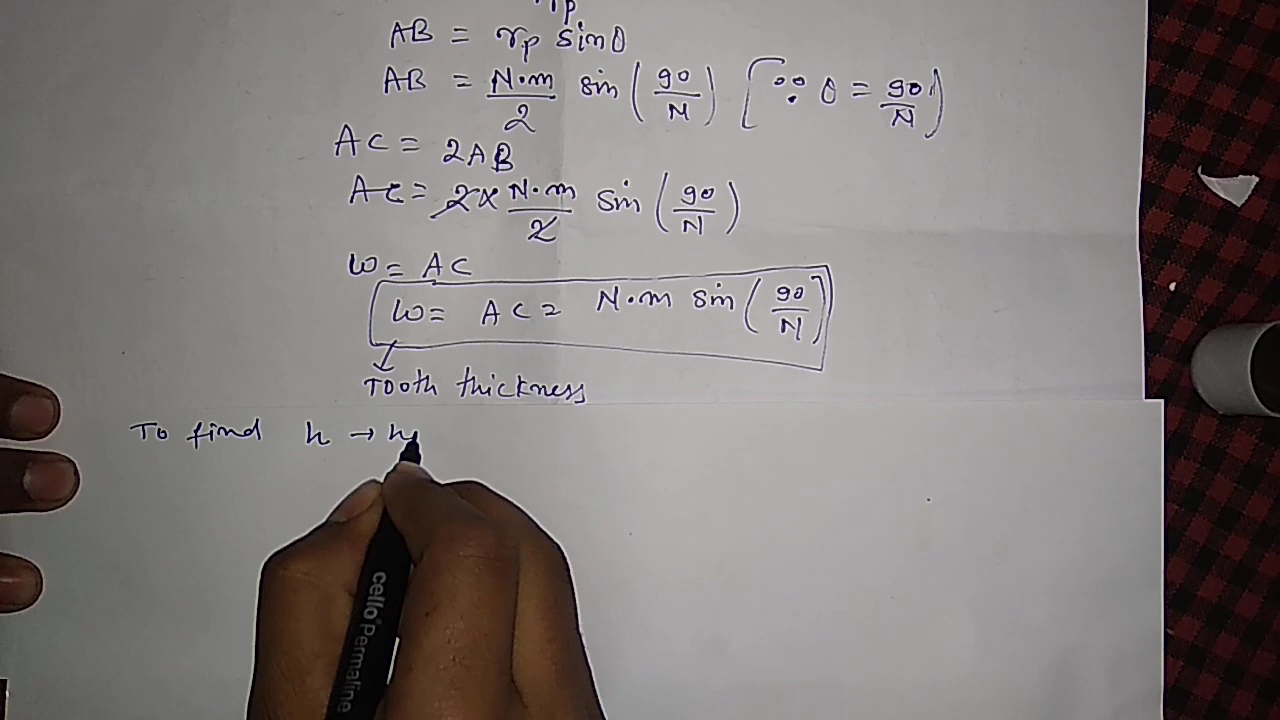 rp
AB = rp sinθ
AB = N·m/2 sin(90/N) [∵ θ = 90/N)
AC = 2AB
AC = 2× N·m/2 sin(90/N)
W = AC
W = AC = N·m sin(90/N)
Tooth thickness
To find h → h
cello Permaline